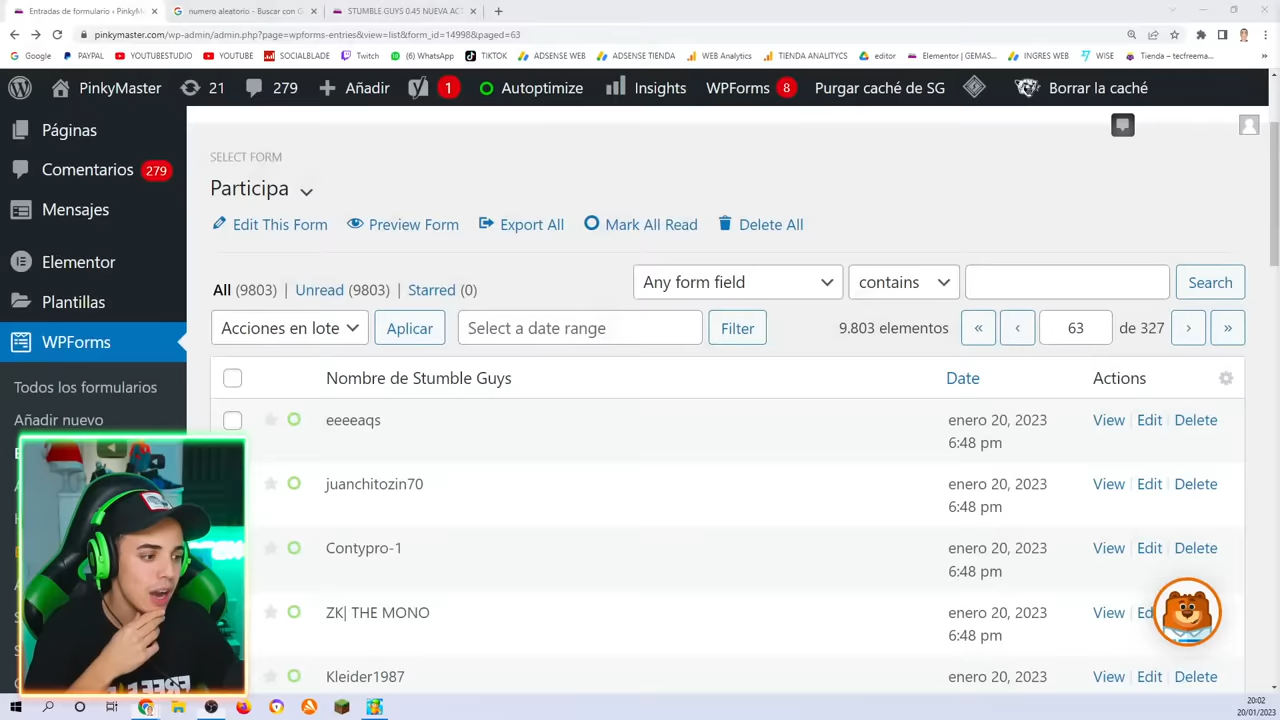 Entradas de formulario ‹ PinkyM
numero aleatorio - Buscar con G
STUMBLE GUYS 0.45 NUEVA ACT
pinkymaster.com/wp-admin/admin.php?page=wpforms-entries&view=list&form_id=14998&paged=63
Google PAYPAL YOUTUBESTUDIO YOUTUBE SOCIALBLADE Twitch (6) WhatsApp TIKTOK ADSENSE WEB ADSENSE TIENDA WEB Analytics TIENDA ANALITYCS editor Elementor | GEMAS... INGRES WEB WISE Tienda – tecfreema...
PinkyMaster 21 279 Añadir 1 Autoptimize Insights WPForms 8 Purgar caché de SG Borrar la caché
Páginas
Comentarios 279
Mensajes
Elementor
Plantillas
WPForms
Todos los formularios
Añadir nuevo
SELECT FORM
Participa
Edit This Form Preview Form Export All Mark All Read Delete All
All (9803) | Unread (9803) | Starred (0)
Any form field contains Search
Acciones en lote Aplicar Select a date range Filter 9.803 elementos « ‹ 63 de 327 › »
Nombre de Stumble Guys Date Actions
eeeeaqs enero 20, 2023 View | Edit | Delete
6:48 pm
juanchitozin70 enero 20, 2023 View | Edit | Delete
6:48 pm
Contypro-1 enero 20, 2023 View | Edit | Delete
6:48 pm
ZK| THE MONO enero 20, 2023 View | Ed
6:48 pm
Kleider1987 enero 20, 2023 View | Edit | Delete
20:02
20/01/2023